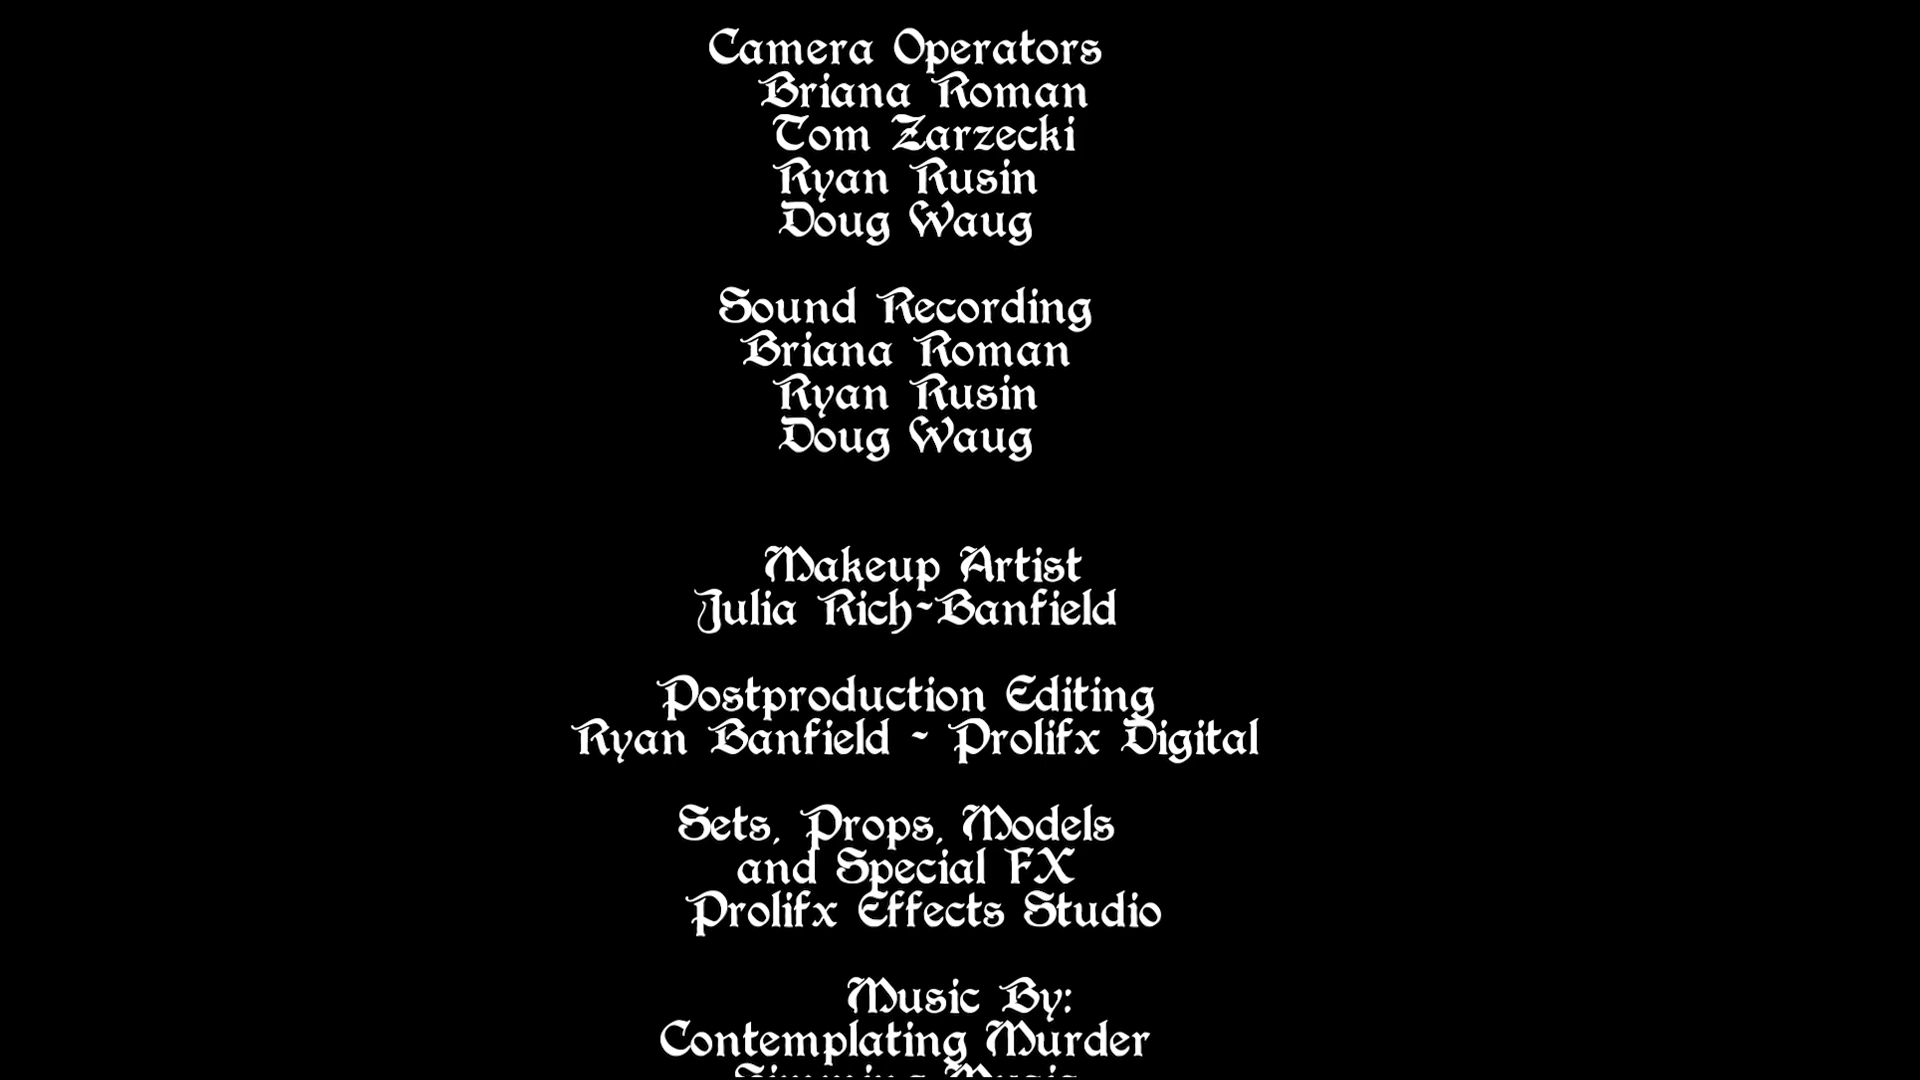 Camera Operators
Briana Roman
Tom Zarzecki
Ryan Rusin
Doug Waug
Sound Recording
Briana Roman
Ryan Rusin
Doug Waug
Makeup Artist
Julia Rich-Banfield
Postproduction Editing
Ryan Banfield - Prolifx Digital
Sets, Props, Models
and Special FX
Prolifx Effects Studio
Music By:
Contemplating Murder